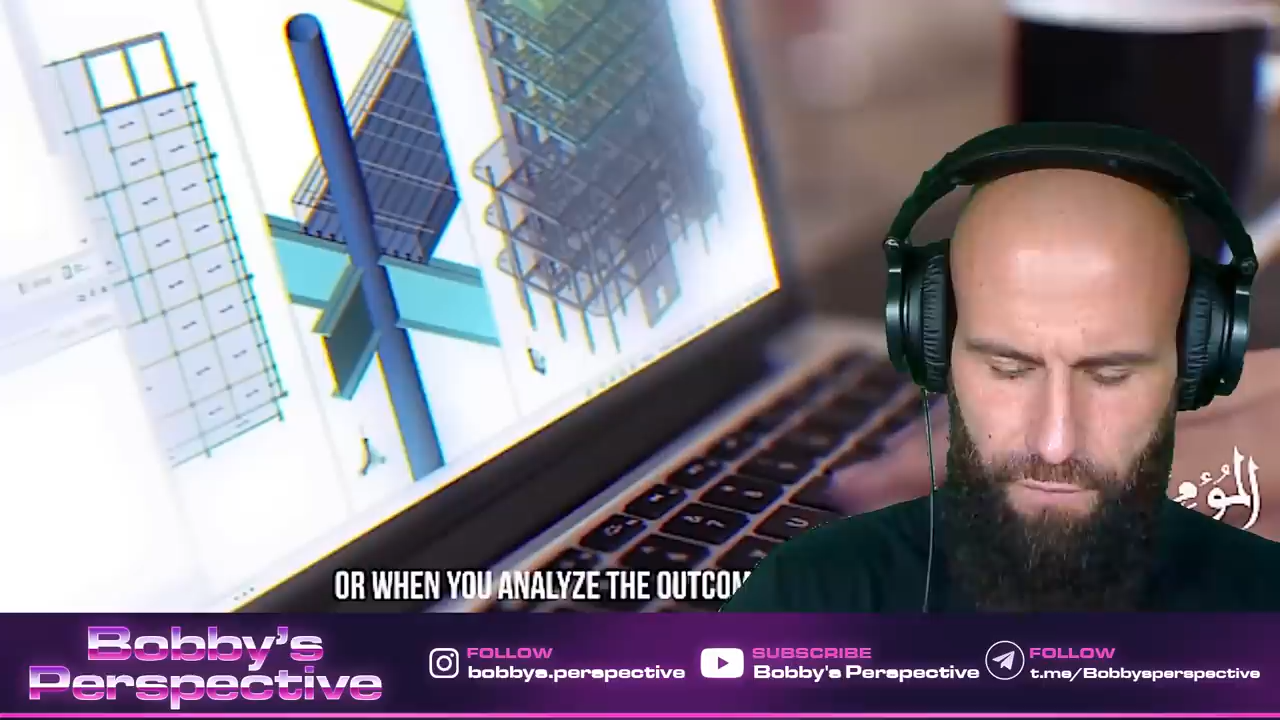 OR WHEN YOU ANALYZE THE OUTCOM
Bobby's
Perspective
FOLLOW
bobbys.perspective
SUBSCRIBE
Bobby's Perspective
FOLLOW
t.me/Bobbysperspective